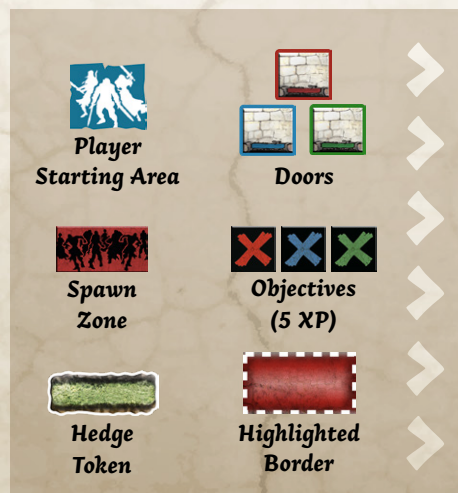 Player
Starting Area
Doors
Spawn
Zone
Objectives
(5 XP)
Hedge
Token
Highlighted
Border